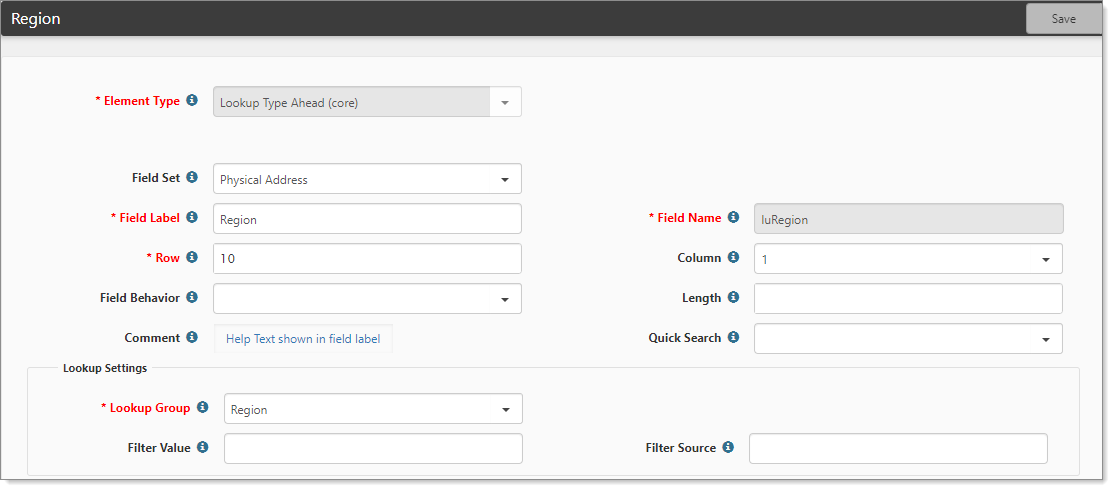 Region Save
* Element Type Lookup Type Ahead (core)
Field Set Physical Address
* Field Label Region * Field Name luRegion
* Row 10 Column 1
Field Behavior Length
Comment Help Text shown in field label Quick Search
Lookup Settings
* Lookup Group Region
Filter Value Filter Source